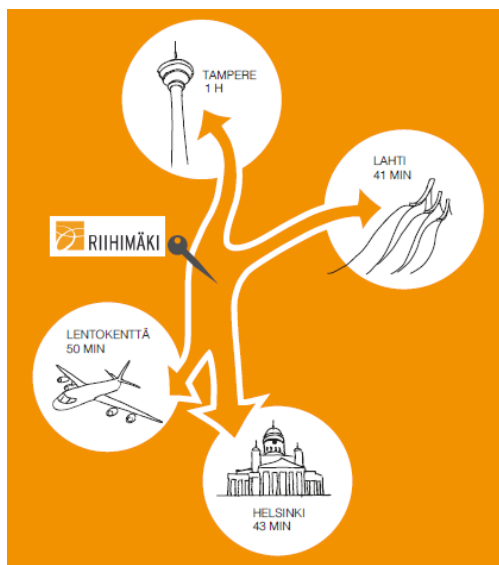 TAMPERE
1 H
LAHTI
41 MIN
RIIHIMÄKI
LENTOKENTTÄ
50 MIN
HELSINKI
43 MIN